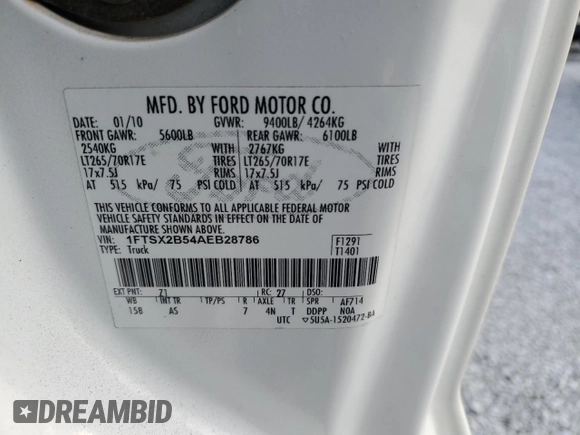 MFD. BY FORD MOTOR CO.
DATE: 01/10 GVWR: 9400LB/ 4264KG
FRONT GAWR: 5600LB REAR GAWR: 6100LB
2540KG WITH 2767KG WITH
LT265/70R17E TIRES LT265/70R17E TIRES
17x7.5J RIMS 17x7.5J RIMS
AT 515 kPa/ 75 PSI COLD AT 515 kPa/ 75 PSI COLD
THIS VEHICLE CONFORMS TO ALL APPLICABLE FEDERAL MOTOR
VEHICLE SAFETY STANDARDS IN EFFECT ON THE DATE OF
MANUFACTURE SHOWN ABOVE.
VIN: 1FTSX2B54AEB28786 F1291
TYPE: Truck T1401
EXT PNT: Z1 RC: 27 DSO:
WB INT TR TP/PS R AXLE TR SPR AF714
158 AS 7 4N T DDPP NOA
UTC 5U5A-1520472-BA
DREAMBID